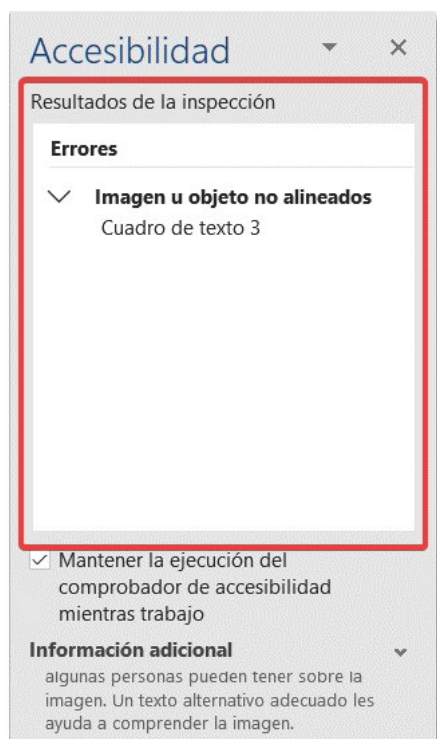 Accesibilidad
Resultados de la inspección
Errores
Imagen u objeto no alineados
Cuadro de texto 3
Mantener la ejecución del
comprobador de accesibilidad
mientras trabajo
Información adicional
algunas personas pueden tener sobre la
imagen. Un texto alternativo adecuado les
ayuda a comprender la imagen.